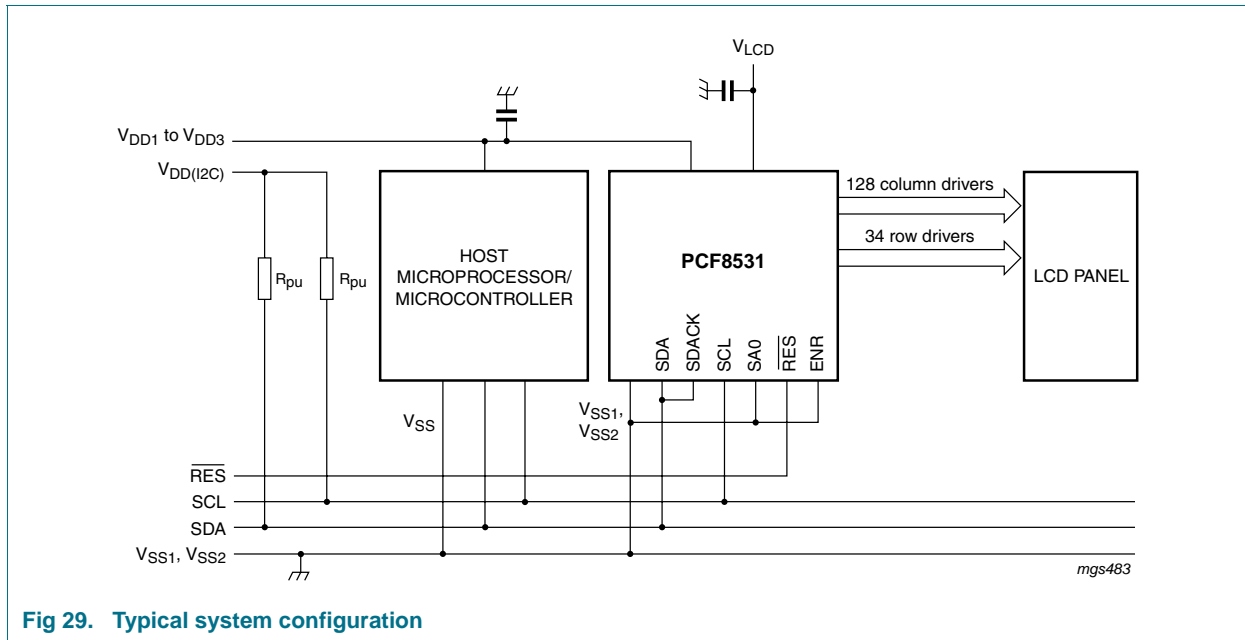 VLCD
VDD1 to VDD3
VDD(I2C)
128 column drivers
34 row drivers
Rpu
Rpu
HOST
MICROPROCESSOR/
MICROCONTROLLER
PCF8531
LCD PANEL
SDA
SDACK
SCL
SA0
RES
ENR
VSS
VSS1,
VSS2
RES
SCL
SDA
VSS1, VSS2
mgs483
Fig 29. Typical system configuration